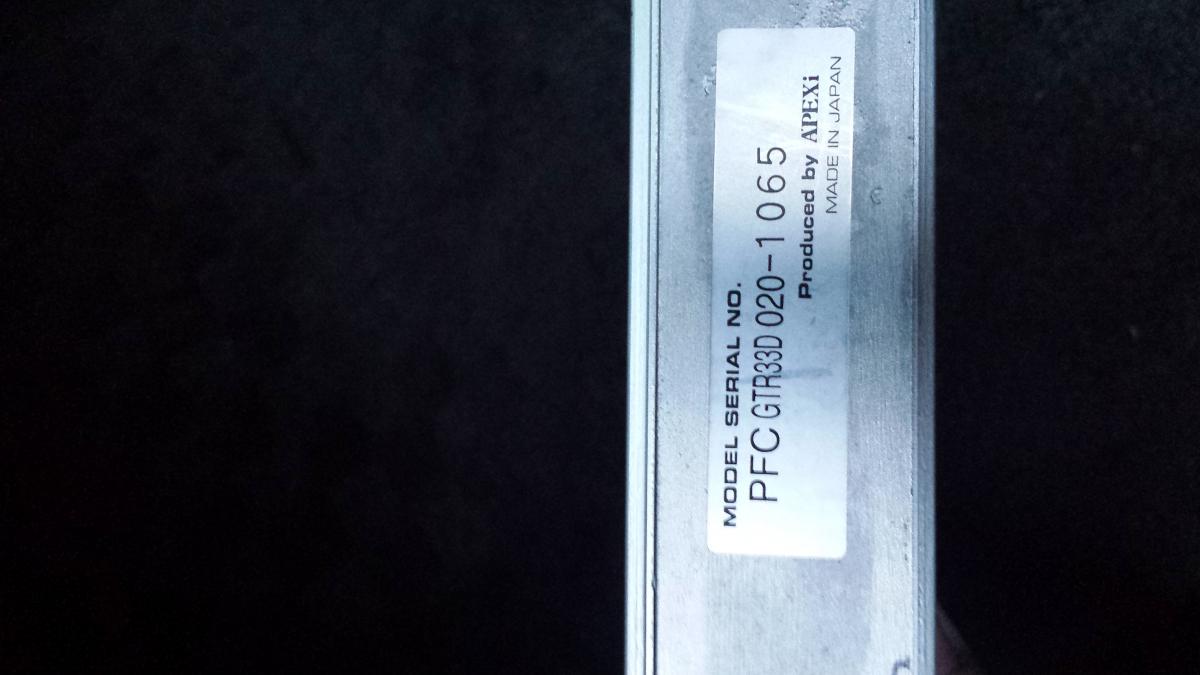 MODEL SERIAL NO.
PFC GTR33D 020-1065
Produced by APEXi
MADE IN JAPAN